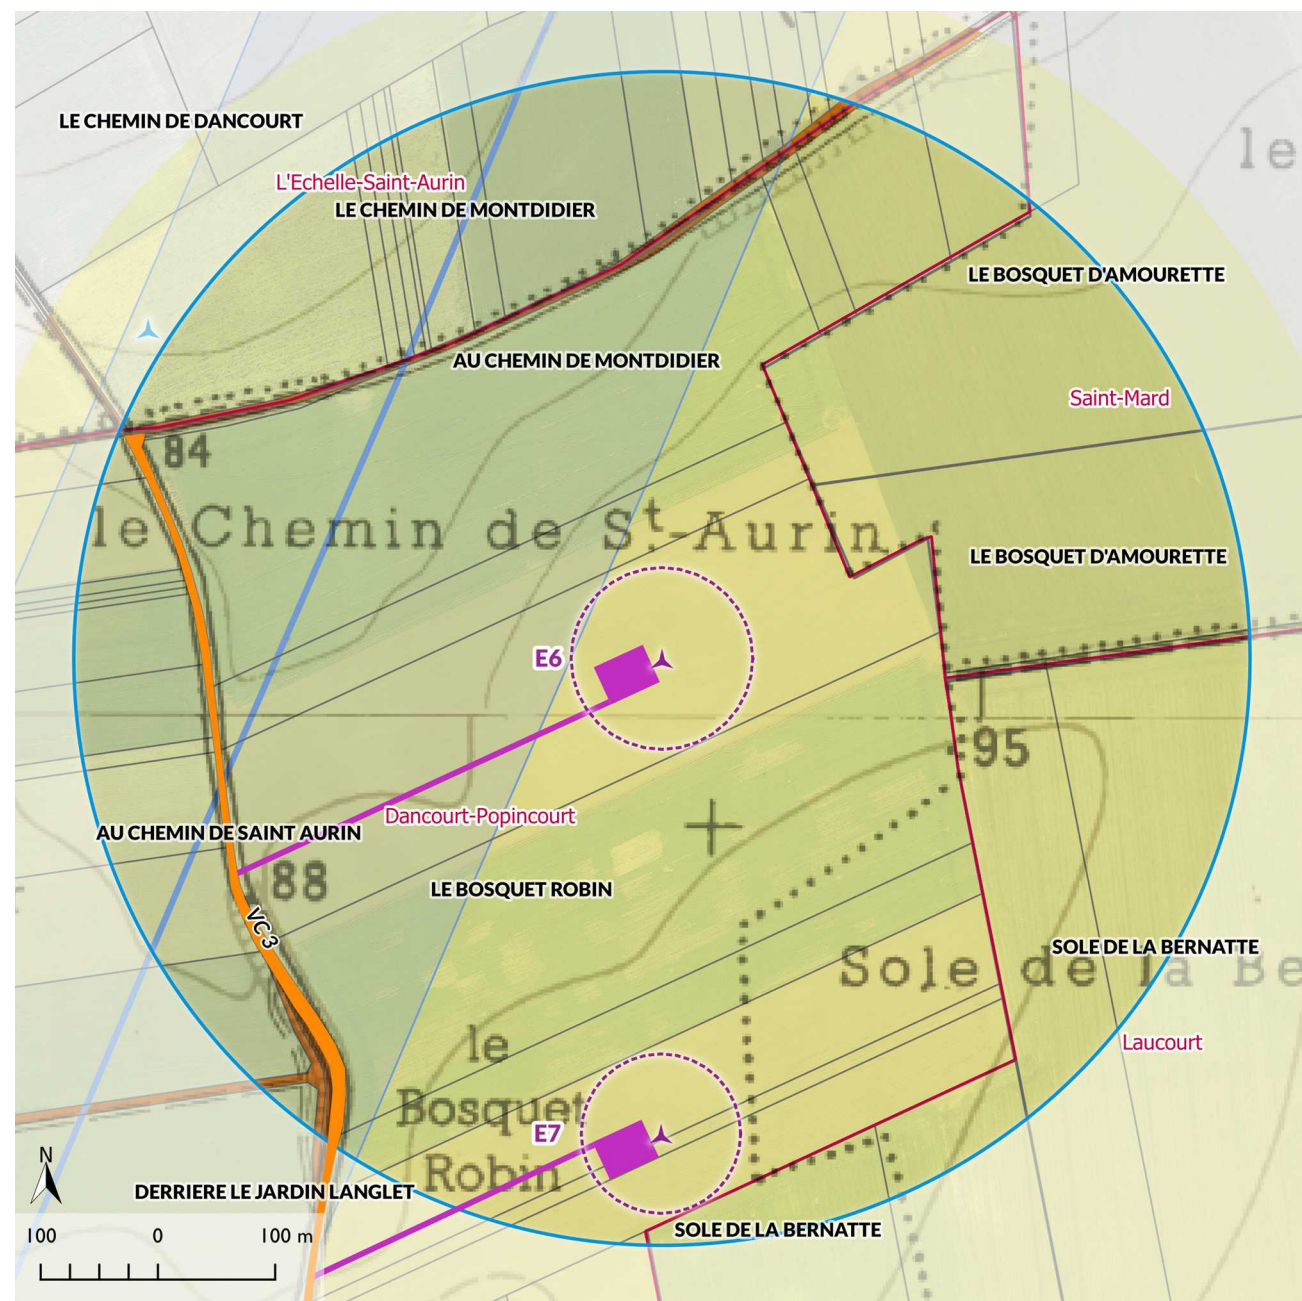 LE CHEMIN DE DANCOURT
le
L'Echelle-Saint-Aurin
LE CHEMIN DE MONTDIDIER
LE BOSQUET D'AMOURETTE
AU CHEMIN DE MONTDIDIER
Saint-Mard
84
le Chemin de St-Aurin
LE BOSQUET D'AMOURETTE
E6
95
Dancourt-Popincourt
AU CHEMIN DE SAINT AURIN
88
LE BOSQUET ROBIN
VC 3
SOLE DE LA BERNATTE
Sole de la Be
le
Laucourt
Bosquet
E7
Robin
N
DERRIERE LE JARDIN LANGLET
SOLE DE LA BERNATTE
100 0 100 m